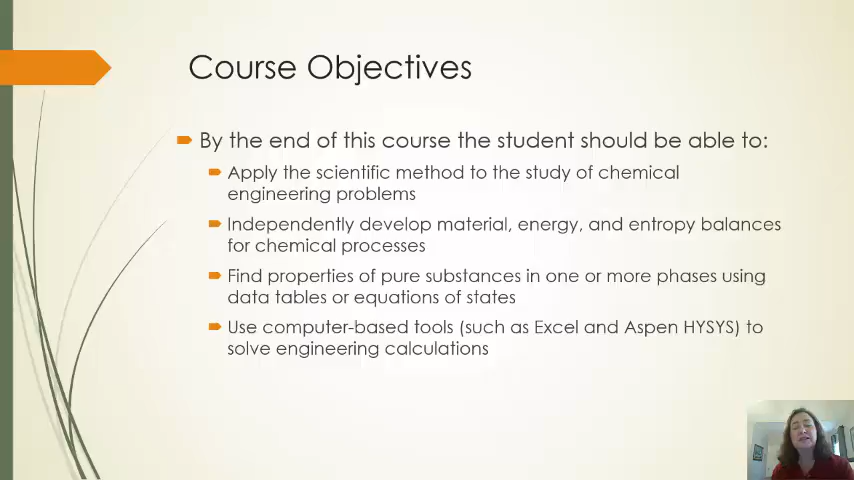 Course Objectives
By the end of this course the student should be able to:
Apply the scientific method to the study of chemical
engineering problems
Independently develop material, energy, and entropy balances
for chemical processes
Find properties of pure substances in one or more phases using
data tables or equations of states
Use computer-based tools (such as Excel and Aspen HYSYS) to
solve engineering calculations